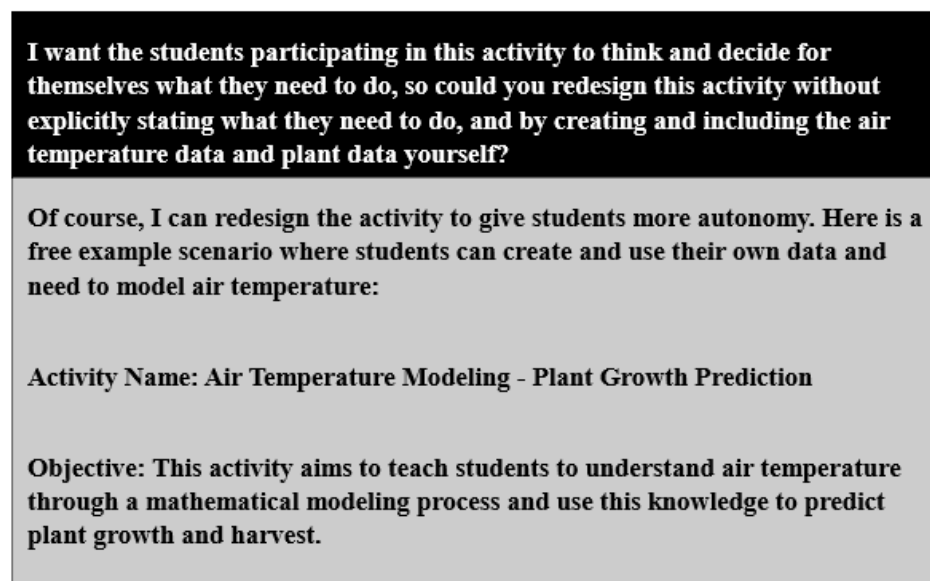 I want the students participating in this activity to think and decide for
themselves what they need to do, so could you redesign this activity without
explicitly stating what they need to do, and by creating and including the air
temperature data and plant data yourself?
Of course, I can redesign the activity to give students more autonomy. Here is a
free example scenario where students can create and use their own data and
need to model air temperature:
Activity Name: Air Temperature Modeling - Plant Growth Prediction
Objective: This activity aims to teach students to understand air temperature
through a mathematical modeling process and use this knowledge to predict
plant growth and harvest.